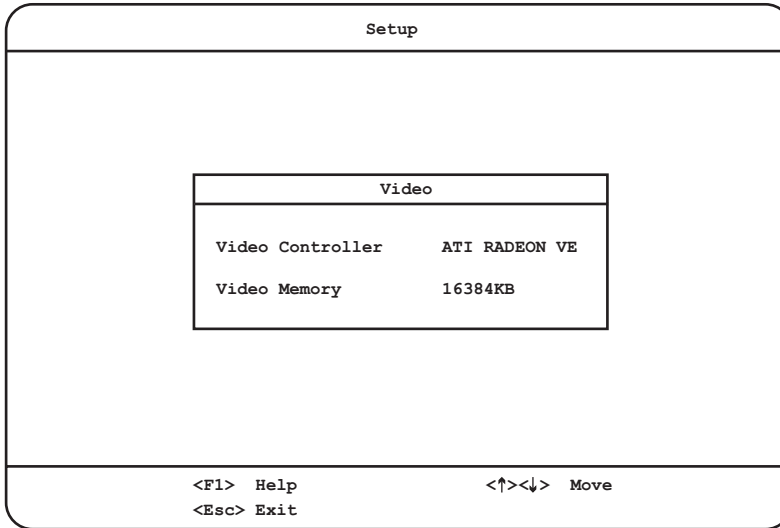 Setup
Video
Video Controller ATI RADEON VE
Video Memory 16384KB
<F1> Help <↑><↓> Move
<Esc> Exit